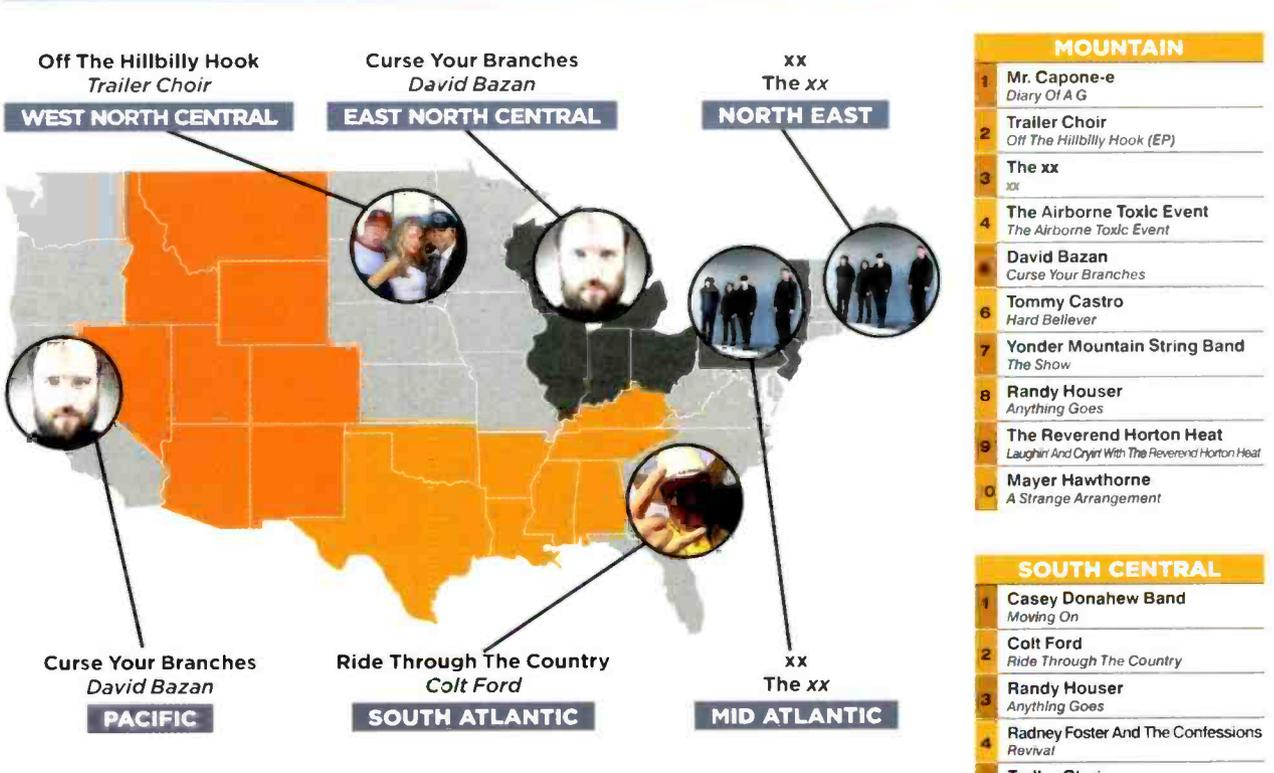 Off The Hillbilly Hook
Trailer Choir
WEST NORTH CENTRAL
Curse Your Branches
David Bazan
EAST NORTH CENTRAL
xx
The xx
NORTH EAST
Curse Your Branches
David Bazan
PACIFIC
Ride Through The Country
Colt Ford
SOUTH ATLANTIC
xx
The xx
MID ATLANTIC
MOUNTAIN
1 Mr. Capone-e
Diary Of A G
2 Trailer Choir
Off The Hillbilly Hook (EP)
3 The xx
xx
4 The Airborne Toxic Event
The Airborne Toxic Event
David Bazan
Curse Your Branches
6 Tommy Castro
Hard Believer
7 Yonder Mountain String Band
The Show
8 Randy Houser
Anything Goes
9 The Reverend Horton Heat
Laughin' And Cryin' With The Reverend Horton Heat
0 Mayer Hawthorne
A Strange Arrangement
SOUTH CENTRAL
1 Casey Donahew Band
Moving On
2 Colt Ford
Ride Through The Country
3 Randy Houser
Anything Goes
4 Radney Foster And The Confessions
Revival